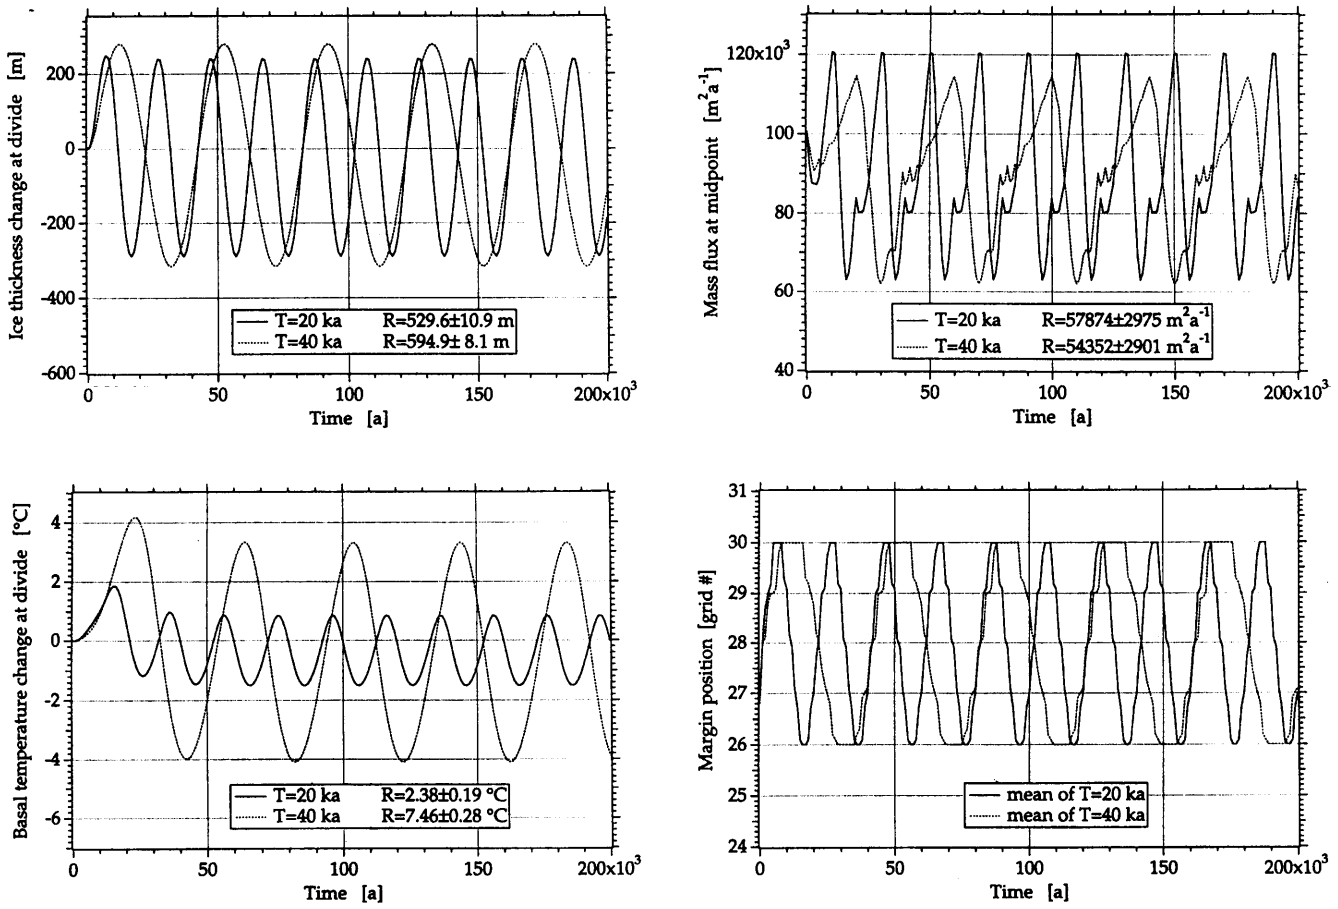 Ice thickness change at divide [m]
200
0
-200
-400
-600
T=20 ka R=529.6±10.9 m
T=40 ka R=594.9± 8.1 m
0 50 100 150 200x10³
Time [a]
Mass flux at midpoint [m²a⁻¹]
120x10³
100
80
60
40
T=20 ka R=57874±2975 m²a⁻¹
T=40 ka R=54352±2901 m²a⁻¹
0 50 100 150 200x10³
Time [a]
Basal temperature change at divide [°C]
4
2
0
-2
-4
-6
T=20 ka R=2.38±0.19 °C
T=40 ka R=7.46±0.28 °C
0 50 100 150 200x10³
Time [a]
Margin position [grid #]
31
30
29
28
27
26
25
24
mean of T=20 ka
mean of T=40 ka
0 50 100 150 200x10³
Time [a]